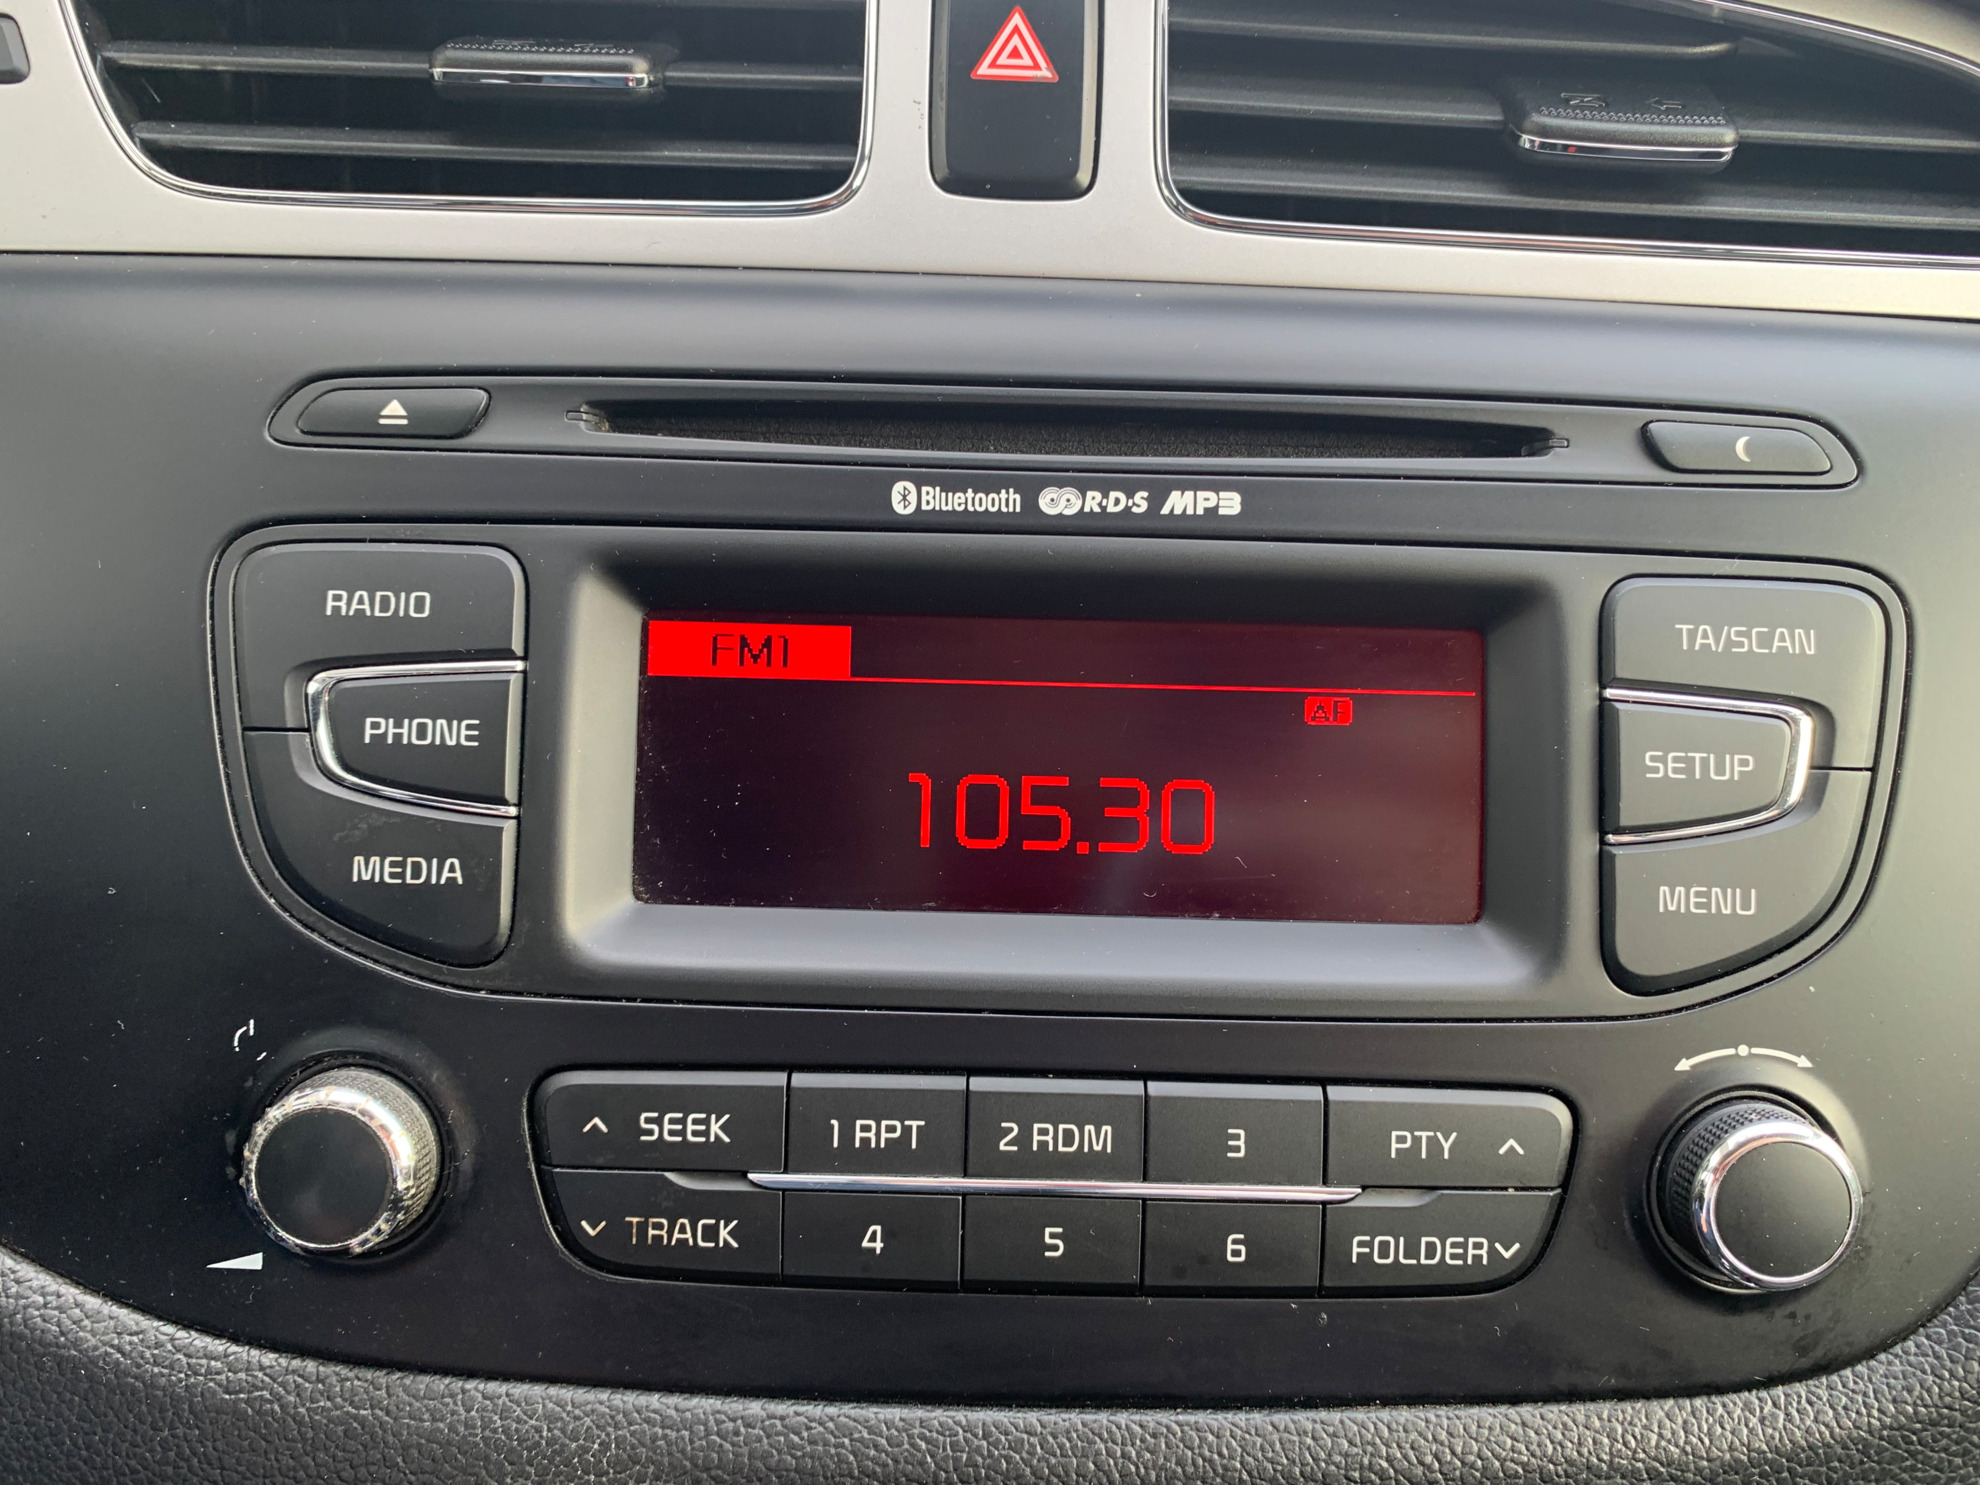 Bluetooth R·D·S MP3
RADIO
PHONE
MEDIA
FM1
AF
105.30
TA/SCAN
SETUP
MENU
SEEK
1 RPT
2 RDM
3
PTY
TRACK
4
5
6
FOLDER